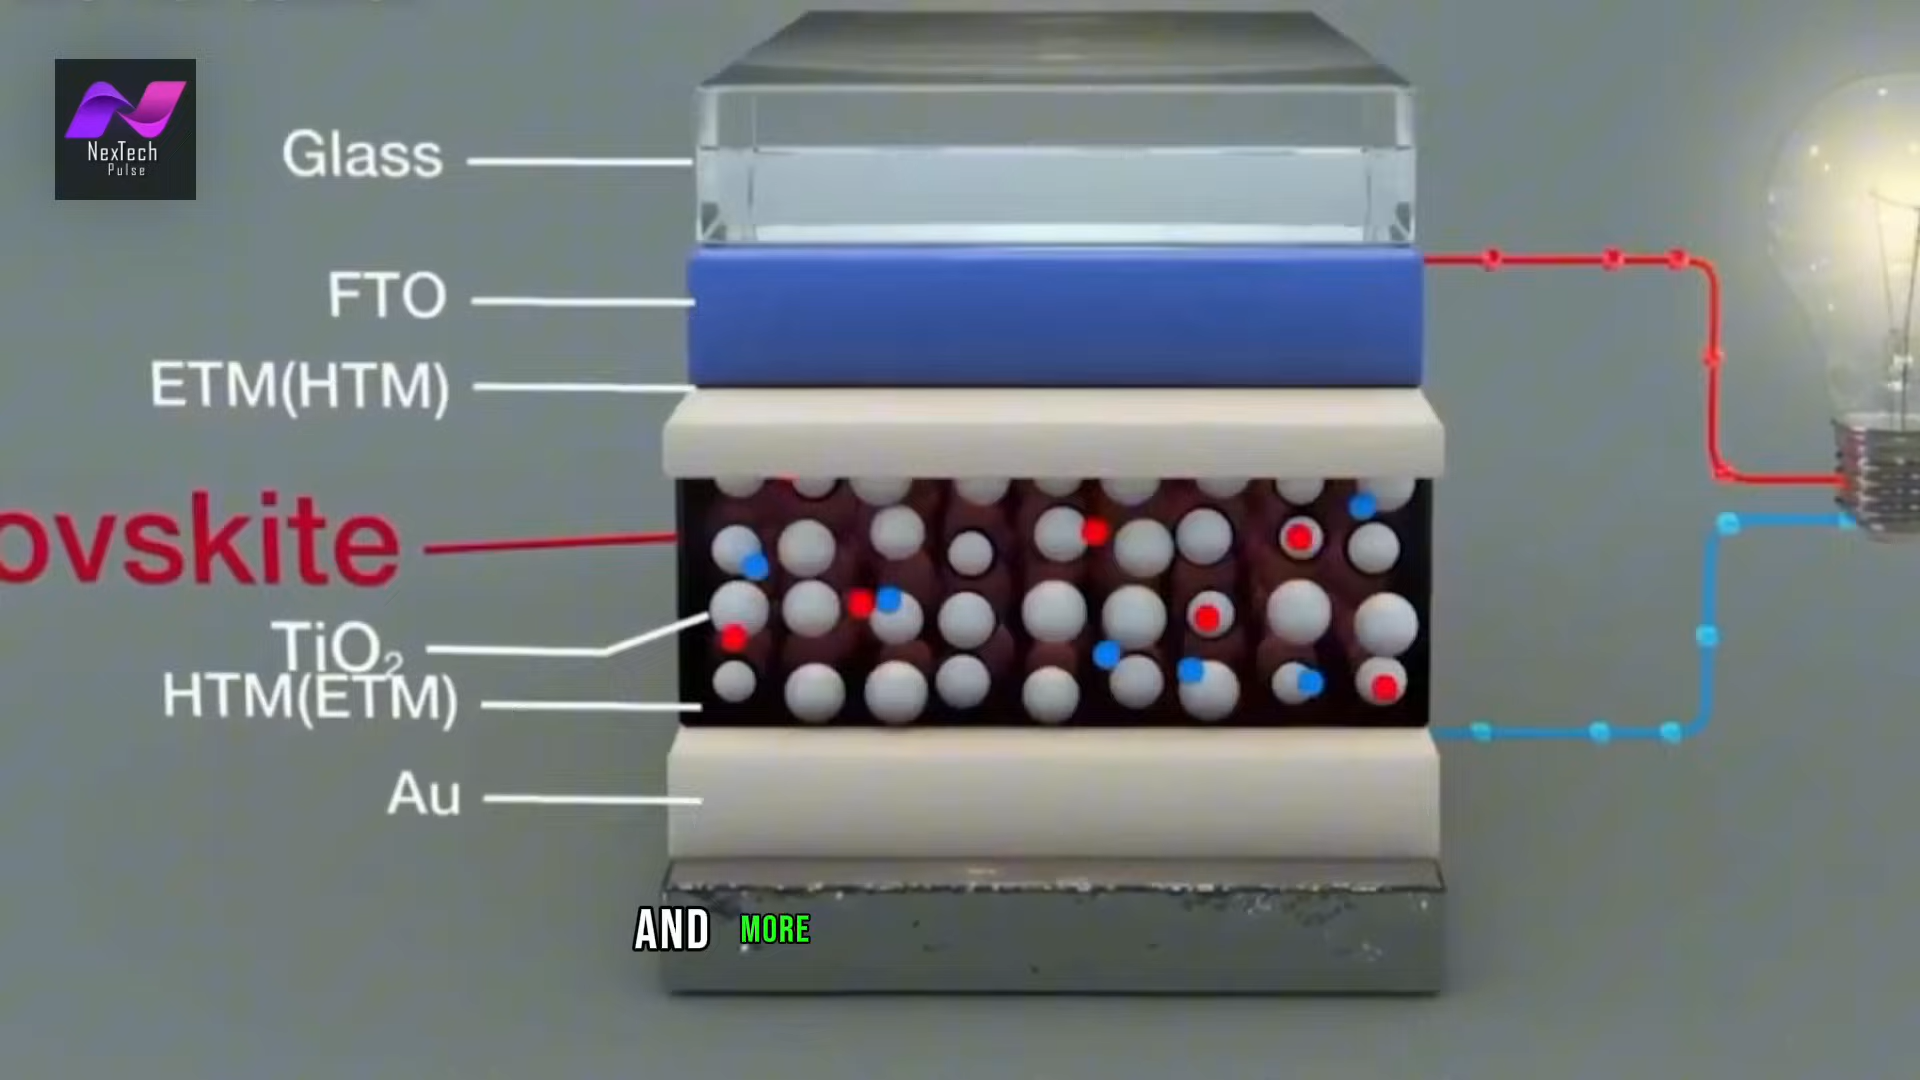 NexTech
Pulse
Glass
FTO
ETM(HTM)
ovskite
TiO₂
HTM(ETM)
Au
AND MORE